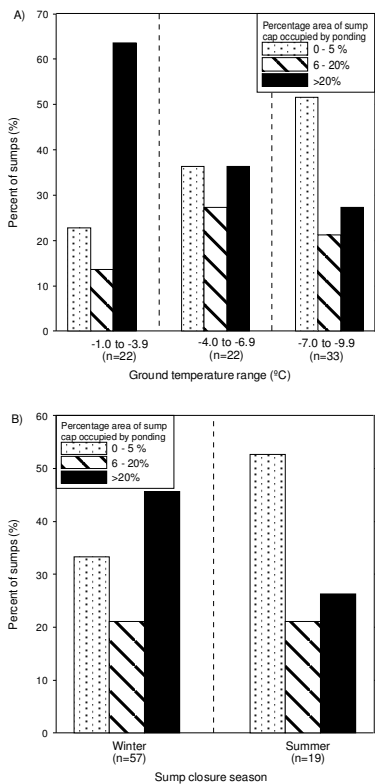 A)
70
60
50
40
30
20
10
0
Percent of sumps (%)
Percentage area of sump
cap occupied by ponding
0 - 5 %
6 - 20%
>20%
-1.0 to -3.9
(n=22)
-4.0 to -6.9
(n=22)
-7.0 to -9.9
(n=33)
Ground temperature range (ºC)
B)
60
50
40
30
20
10
0
Percent of sumps (%)
Percentage area of sump
cap occupied by ponding
0 - 5 %
6 - 20%
>20%
Winter
(n=57)
Summer
(n=19)
Sump closure season